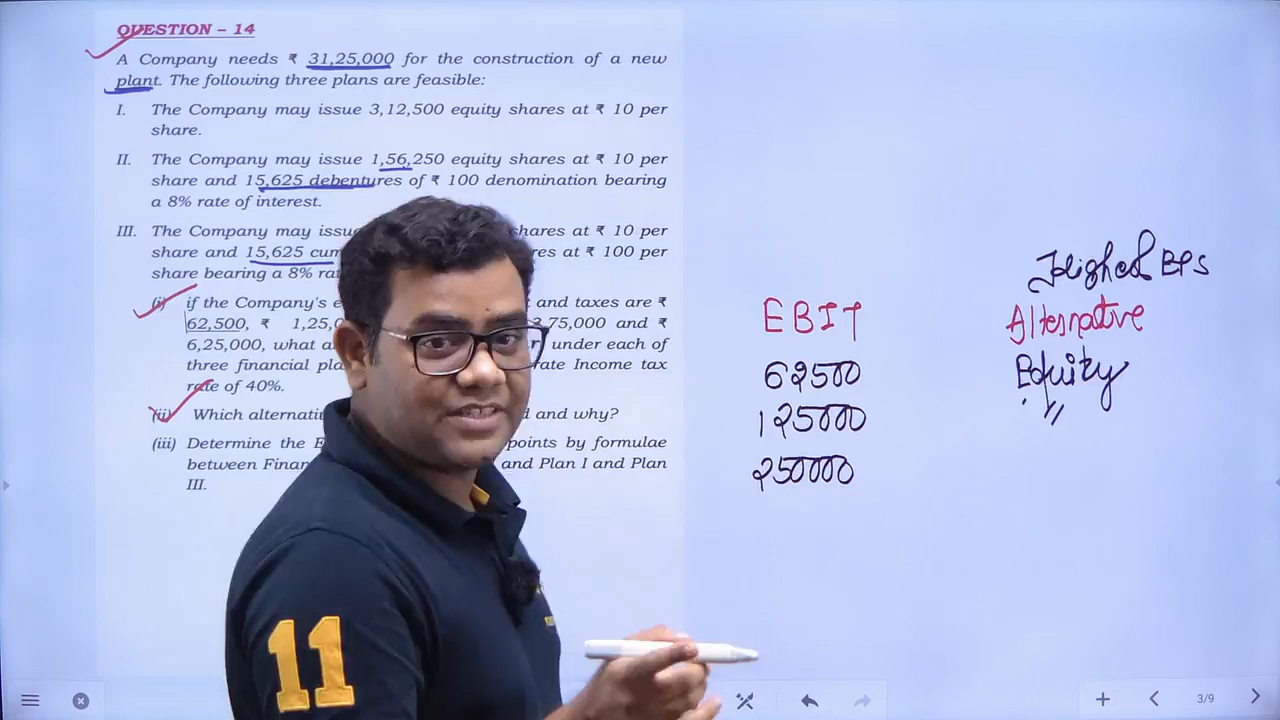 QUESTION – 14
A Company needs ₹ 31,25,000 for the construction of a new
plant. The following three plans are feasible:
I. The Company may issue 3,12,500 equity shares at ₹ 10 per
share.
II. The Company may issue 1,56,250 equity shares at ₹ 10 per
share and 15,625 debentures of ₹ 100 denomination bearing
a 8% rate of interest.
III. The Company may issu hares at ₹ 10 per
share and 15,625 cum res at ₹ 100 per
share bearing a 8% ra
(i) if the Company's e and taxes are ₹
62,500, ₹ 1,25,0 3,75,000 and ₹
6,25,000, what a under each of
three financial pla rate Income tax
rate of 40%.
(ii) Which alternati d and why?
(iii) Determine the E points by formulae
between Finan and Plan I and Plan
III.
Highest EPS
EBIT Alternative
62500 Equity
125000
250000
11
3/9